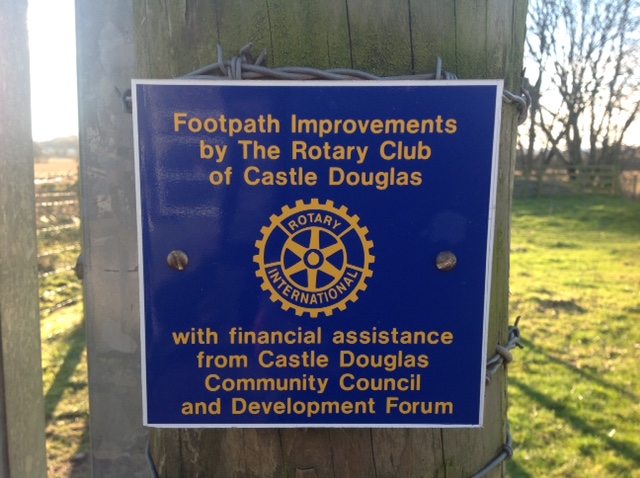 Footpath Improvements
by The Rotary Club
of Castle Douglas
ROTARY
INTERNATIONAL
with financial assistance
from Castle Douglas
Community Council
and Development Forum